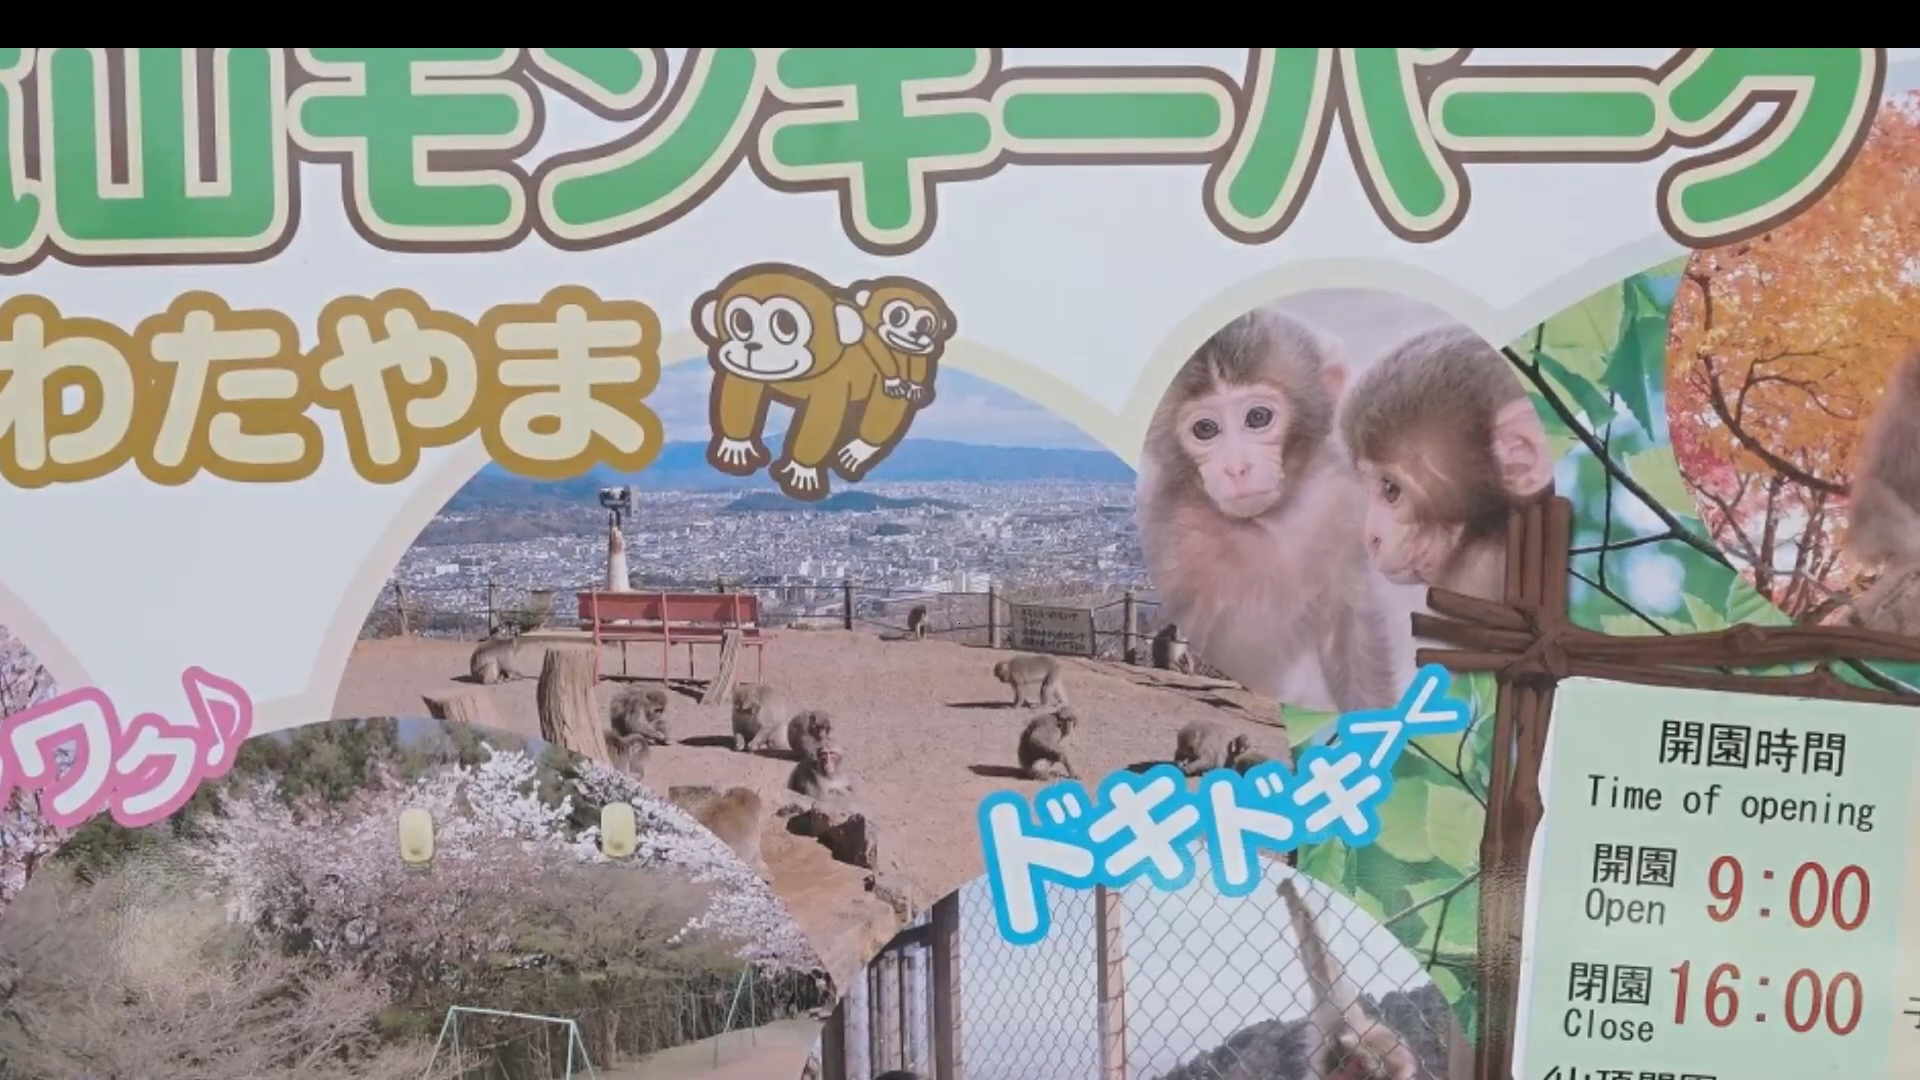 嵐山モンキーパーク
わたやま
ワク♪
ドキドキ
開園時間
Time of opening
開園 9:00
Open
閉園 16:00
Close